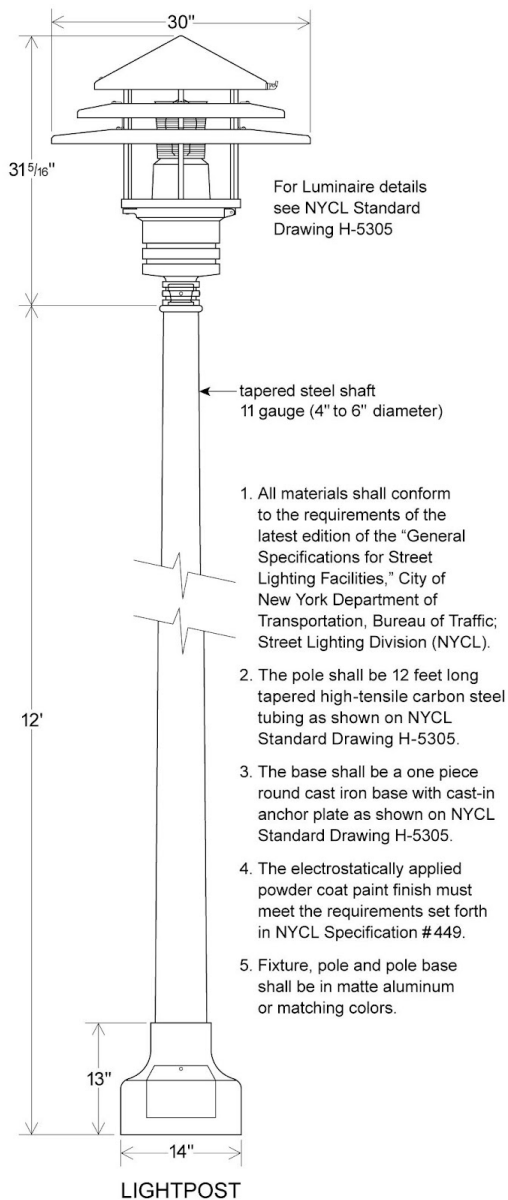 30"
31 5/16"
For Luminaire details
see NYCL Standard
Drawing H-5305
tapered steel shaft
11 gauge (4" to 6" diameter)
1. All materials shall conform
to the requirements of the
latest edition of the “General
Specifications for Street
Lighting Facilities,” City of
New York Department of
Transportation, Bureau of Traffic;
Street Lighting Division (NYCL).
2. The pole shall be 12 feet long
tapered high-tensile carbon steel
tubing as shown on NYCL
Standard Drawing H-5305.
12'
3. The base shall be a one piece
round cast iron base with cast-in
anchor plate as shown on NYCL
Standard Drawing H-5305.
4. The electrostatically applied
powder coat paint finish must
meet the requirements set forth
in NYCL Specification #449.
5. Fixture, pole and pole base
shall be in matte aluminum
or matching colors.
13"
14"
LIGHTPOST